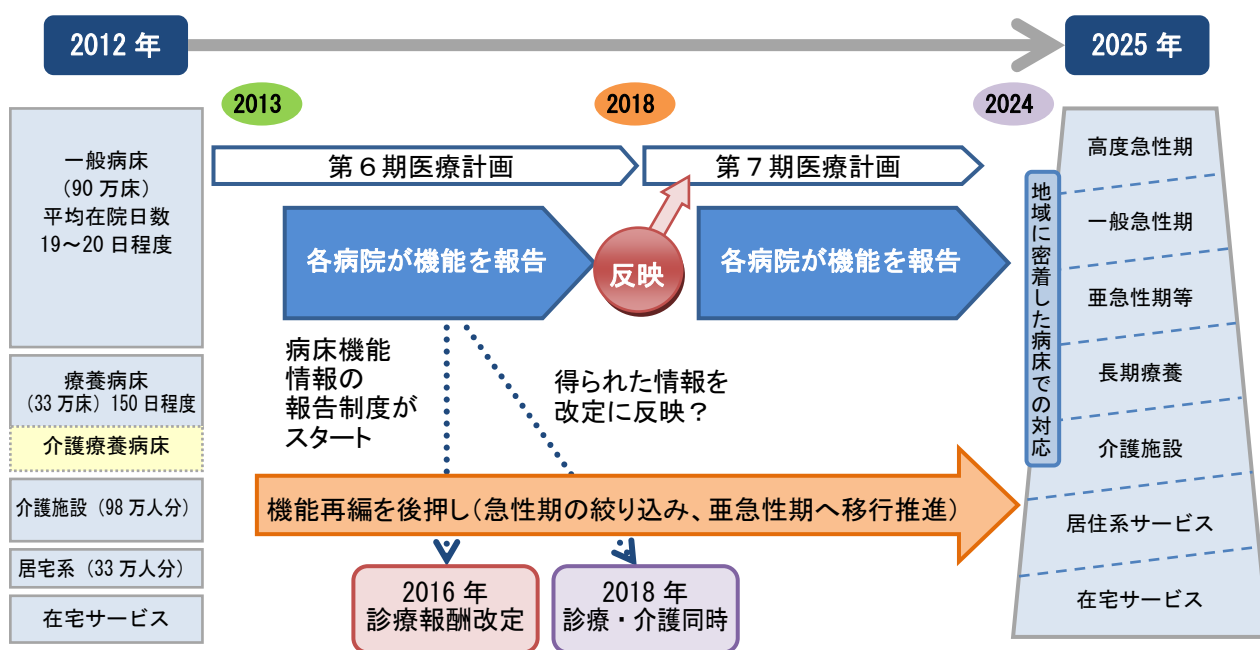 2012 年
2025 年
2013
2018
2024
一般病床
(90 万床)
平均在院日数
19～20 日程度
療養病床
(33 万床) 150 日程度
介護療養病床
介護施設 (98 万人分)
居宅系 (33 万人分)
在宅サービス
第６期医療計画
第７期医療計画
各病院が機能を報告
反映
各病院が機能を報告
病床機能
情報の
報告制度が
スタート
得られた情報を
改定に反映？
機能再編を後押し（急性期の絞り込み、亜急性期へ移行推進）
2016 年
診療報酬改定
2018 年
診療・介護同時
地域に密着した病床での対応
高度急性期
一般急性期
亜急性期等
長期療養
介護施設
居住系サービス
在宅サービス